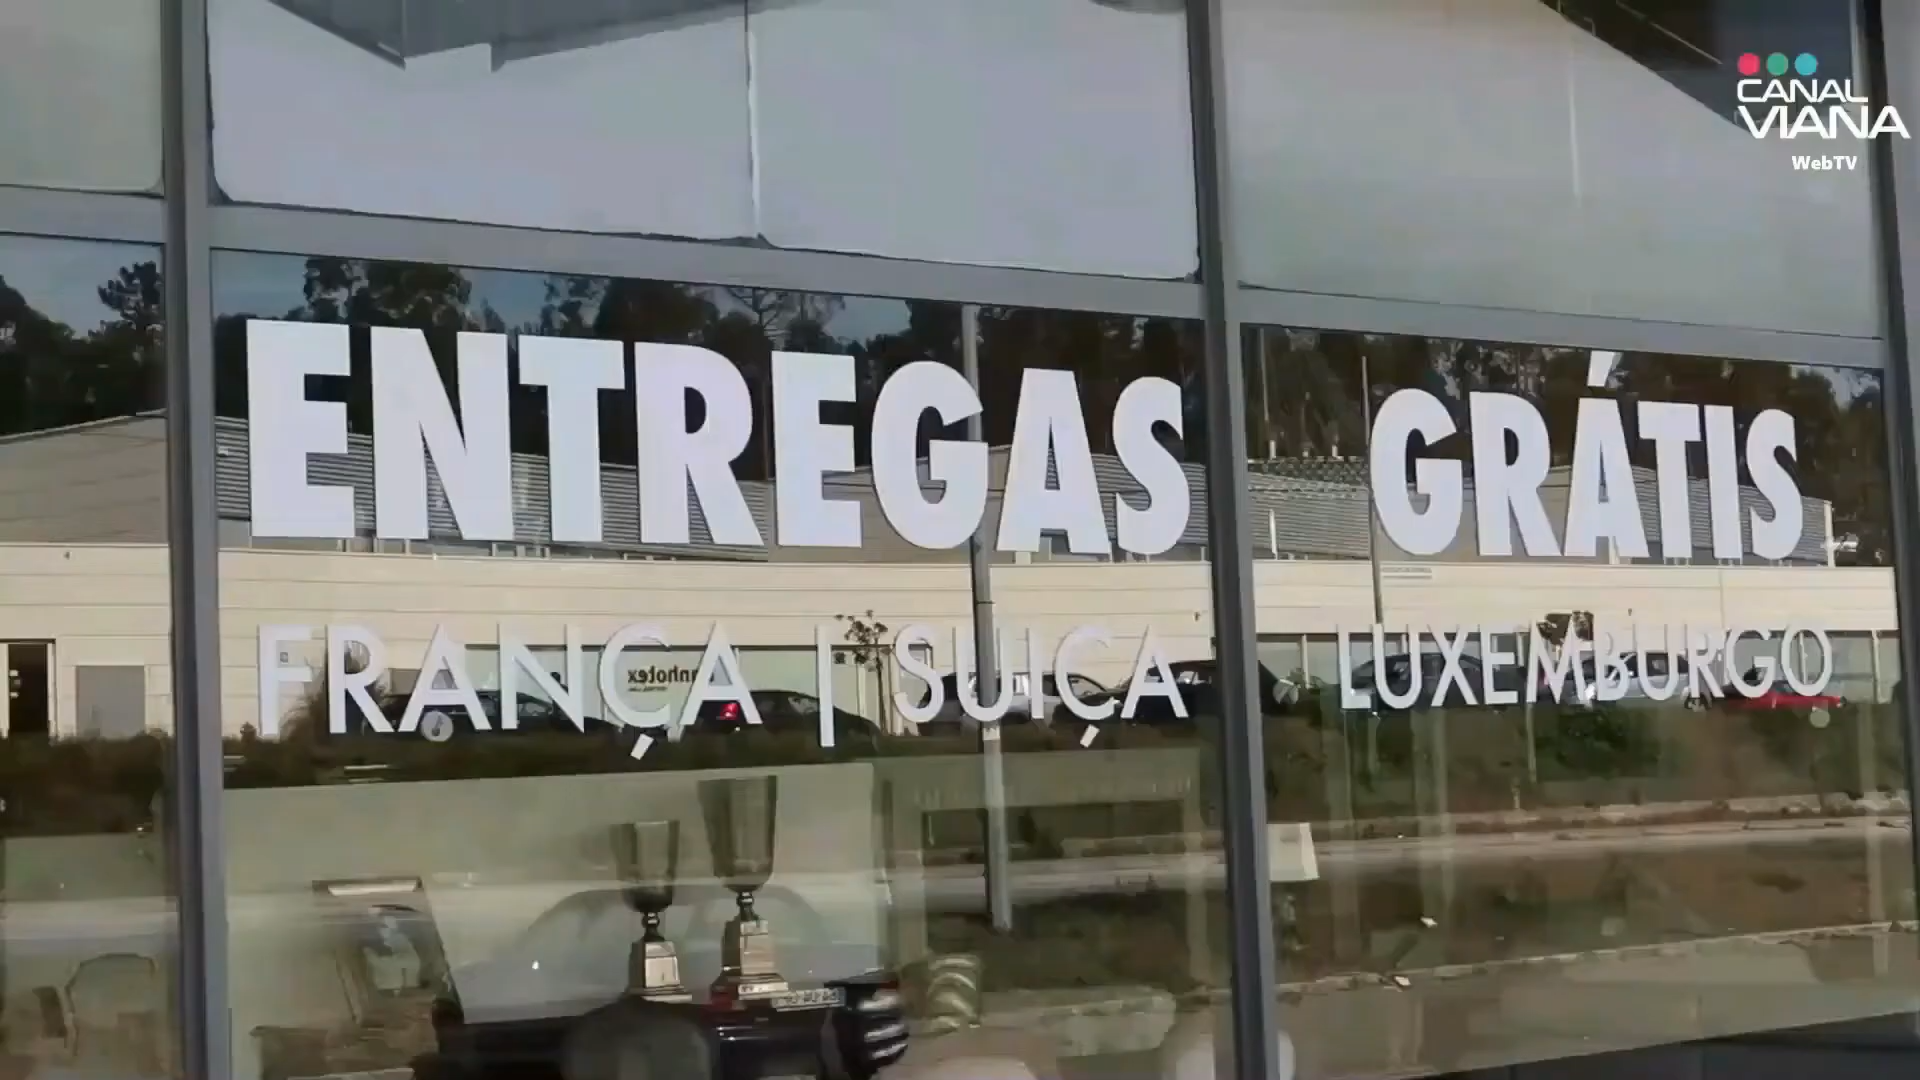 CANAL
VIANA
WebTV
ENTREGAS GRÁTIS
FRANÇA | SUIÇA LUXEMBURGO